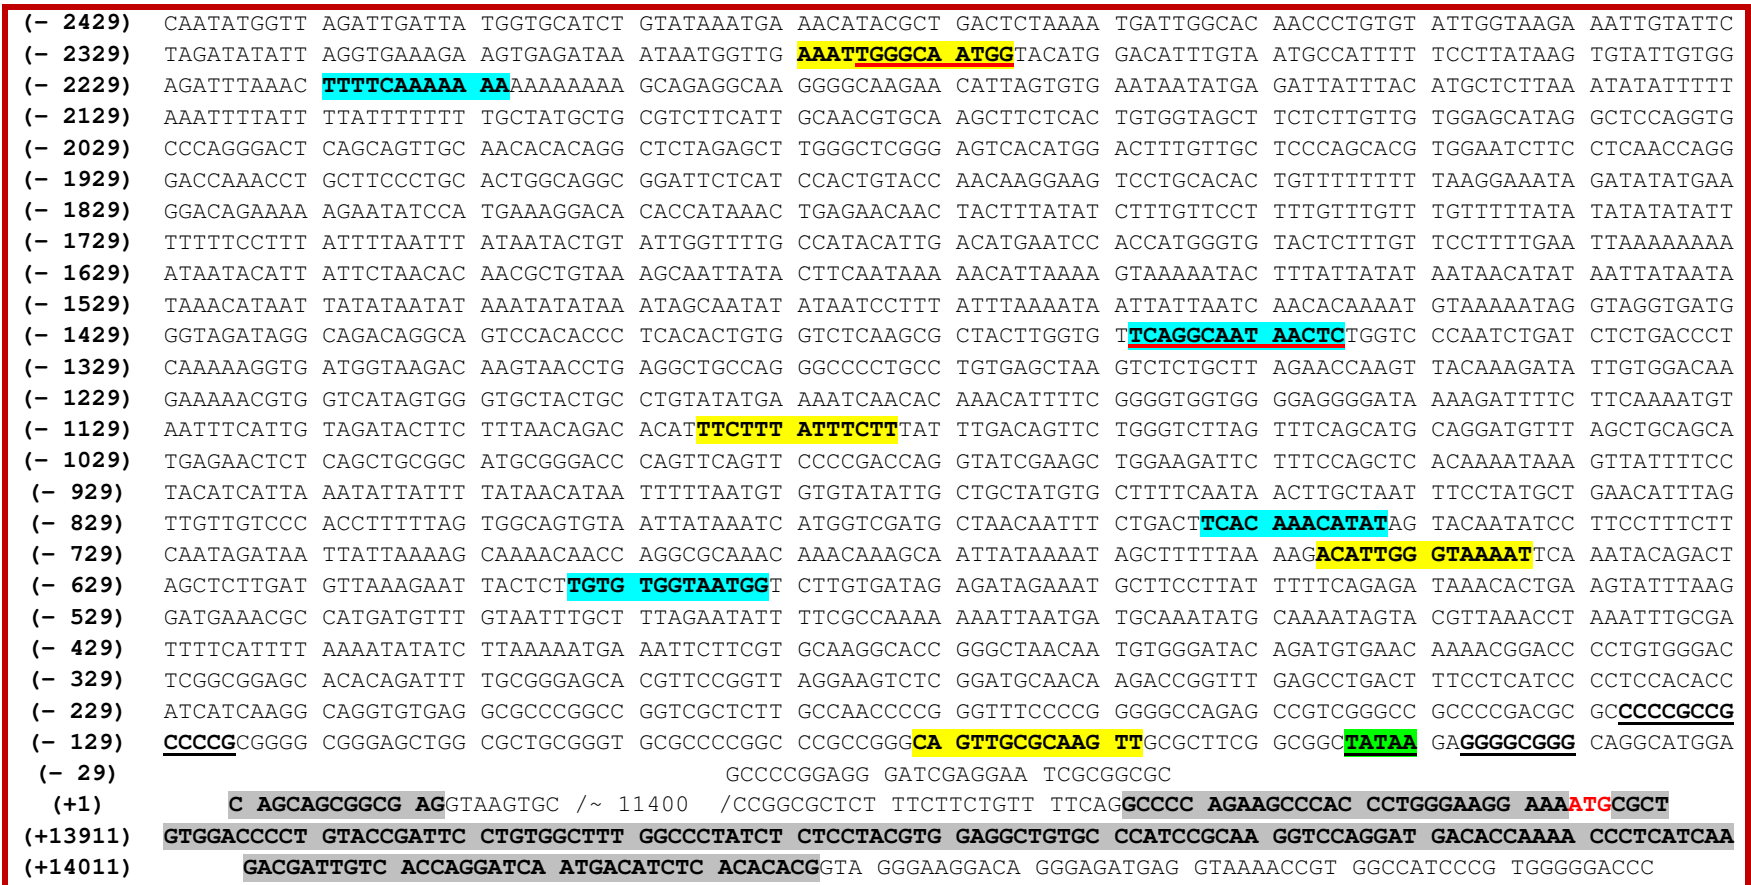 (- 2429) CAATATGGTT AGATTGATTA TGGTGCATCT GTATAAATGA AACATACGCT GACTCTAAAA TGATTGGCAC AACCCTGTGT ATTGGTAAGA AATTGTATTC
(- 2329) TAGATATATT AGGTGAAAGA AGTGAGATAA ATAATGGTTG AAATTGGGCA ATGGTACATG GACATTTGTA ATGCCATTTT TTCCTTATAAG TGTATTGTGG
(- 2229) AGATTTAAAC TTTTCAAAAA AAAAAAAAAA GCAGAGGCAA GGGGCAAGAA CATTAGTGTG AATAATATGA GATTATTTAC ATGCTCTTAA ATATATTTTT
(- 2129) AAATTTTATT TTATTTTTTT TGCTATGCTG CGTCTTCATT GCAACGTGCA AGCTTCTCAC TGTGGTAGCT TCTCTTGTTG TGGAGCATAG GCTCCAGGTG
(- 2029) CCCAGGGACT CAGCAGTTGC AACACACAGG CTCTAGAGCT TGGGCTCGGG AGTCACATGG ACTTTGTTGC TCCCAGCACG TGGAATCTTC CTCAACCAGG
(- 1929) GACCAAACCT GCTTCCCTGC ACTGGCAGGC GGATTCTCAT CCACTGTACC AACAAGGAAG TCCTGCACAC TGTTTTTTTT TAAGGAAATA GATATATGAA
(- 1829) GGACAGAAAA AGAATATCCA TGAAAGGACA CACCATAAAC TGAGAACAAC TACTTTATAT CTTTGTTCCT TTTGTTTGTT TGTTTTTATA TATATATATT
(- 1729) TTTTTCCTTT ATTTTAATTT ATAATACTGT ATTGGTTTTG CCATACATTG ACATGAATCC ACCATGGGTG TACTCTTTGT TCCTTTTGAA TTAAAAAAAA
(- 1629) ATAATACATT ATTCTAACAC AACGCTGTAA AGCAATTATA CTTCAATAAA AACATTAAAA GTAAAAATAC TTTATTATAT AATAACATAT AATTATAATA
(- 1529) TAAACATAAT TATATAATAT AAATATATAA ATAGCAATAT ATAATCCTTT ATTTAAAATA ATTATTAATC AACACAAAAT GTAAAAATAG GTAGGTGATG
(- 1429) GGTAGATAGG CAGACAGGCA GTCCACACCC TCACACTGTG GTCTCAAGCG CTACTTGGTG TTCAGGCAAT AACTCTGGTC CCAATCTGAT CTCTGACCCT
(- 1329) CAAAAAGGTG ATGGTAAGAC AAGTAACCTG AGGCTGCCAG GGCCCCTGCC TGTGAGCTAA GTCTCTGCTT AGAACCAAGT TACAAAGATA TTGTGGACAA
(- 1229) GAAAAACGTG GTCATAGTGG GTGCTACTGC CTGTATATGA AAATCAACAC AAACATTTTC GGGGTGGTGG GGAGGGGATA AAAGATTTTC TTCAAAATGT
(- 1129) AATTTCATTG TAGATACTTC TTTAACAGAC ACATTTCTTT ATTTCTTTAT TTGACAGTTC TGGGTCTTAG TTTCAGCATG CAGGATGTTT AGCTGCAGCA
(- 1029) TGAGAACTCT CAGCTGCGGC ATGCGGGACC CAGTTCAGTT CCCCGACCAG GTATCGAAGC TGGAAGATTC TTTCCAGCTC ACAAAATAAA GTTATTTTCC
(- 929) TACATCATTA AATATTATTT TATAACATAA TTTTTAATGT GTGTATATTG CTGCTATGTG CTTTTCAATA ACTTGCTAAT TTCCTATGCT GAACATTTAG
(- 829) TTGTTGTCCC ACCTTTTTAG TGGCAGTGTA ATTATAAATC ATGGTCGATG CTAACAATTT CTGACTTCAC AAACATATAG TACAATATCC TTCCTTTCTT
(- 729) CAATAGATAA TTATTAAAAG CAAAACAACC AGGCGCAAAC AAACAAAGCA ATTATAAAAT AGCTTTTTAA AAGACATTGG GTAAAATTCA AATACAGACT
(- 629) AGCTCTTGAT GTTAAAGAAT TACTCTTGTG TGGTAATGGT CTTGTGATAG AGATAGAAAT GCTTCCTTAT TTTCAGAGA TAAACACTGA AGTATTTAAG
(- 529) GATGAAACGC CATGATGTTT GTAATTTGCT TTAGAATATT TTCGCCAAAA AAATTAATGA TGCAAATATG CAAAATAGTA CGTTAAACCT AAATTTGCGA
(- 429) TTTTCATTTT AAAATATATC TTAAAAATGA AATTCTTCGT GCAAGGCACC GGGCTAACAA TGTGGGATAC AGATGTGAAC AAAACGGACC CCTGTGGGAC
(- 329) TCGGCGGAGC ACACAGATTT TGCGGGAGCA CGTTCCGGTT AGGAAGTCTC GGATGCAACA AGACCGGTTT GAGCCTGACT TTCCTCATCC CCTCCACACC
(- 229) ATCATCAAGG CAGGTGTGAG GCGCCCGGCC GGTCGCTCTT GCCAACCCCG GGTTTCCCCG GGGGCCAGAG CCGTCGGGCC GCCCCGACGC GCCCCCGCCG
(- 129) CCCCGCGGGG CGGGAGCTGG CGCTGCGGGT GCGCCCCGGC CCGCCGGGCA GTTGCGCAAG TTGCGCTTCGG GCGGCTATAA GAGGGGCGGG CAGGCATGGA
(- 29) GCCCCGGAGG GATCGAGGAA TCGCGGCGC
(+1) C AGCAGCGGCG AGGTAAGTGC /~ 11400 /CCGGCGCTCT TTCTTCTGTT TTCAGGCCCC AGAAGCCCAC CCTGGGAAGG AAAATGCGCT
(+13911) GTGGACCCCT GTACCGATTC CTGTGGCTTT GGCCCTATCT CTCCTACGTG GAGGCTGTGC CCATCCGCAA GGTCCAGGAT GACACCAAAA CCCTCATCAA
(+14011) GACGATTGTC ACCAGGATCA ATGACATCTC ACACACGGTA GGGAAGGACA GGGAGATGAG GTAAAACCGT GGCCATCCCG TGGGGGACCC